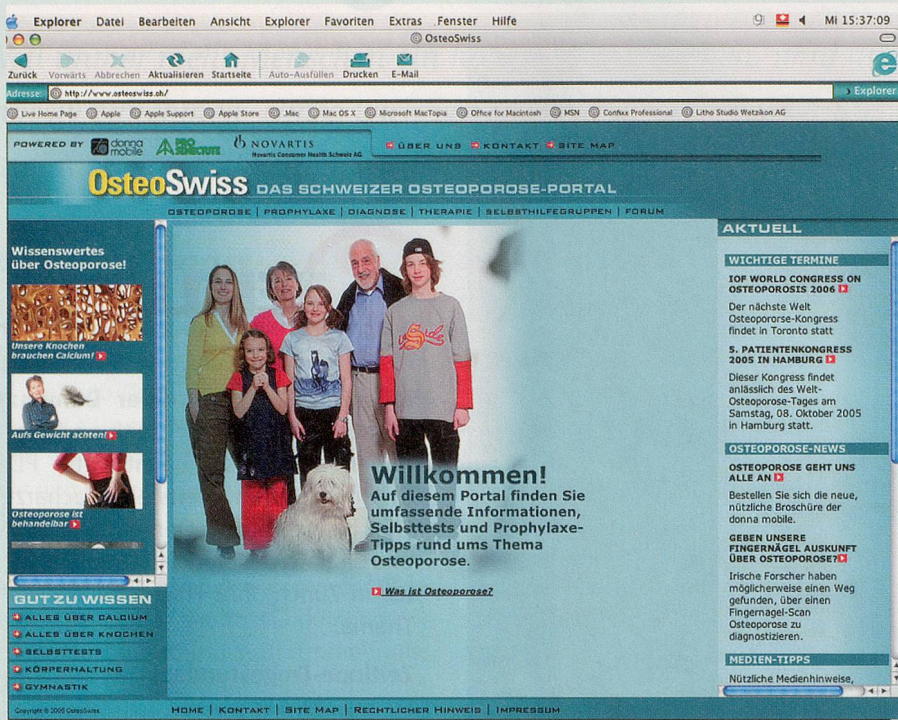 Explorer Datei Bearbeiten Ansicht Explorer Favoriten Extras Fenster Hilfe Mi 15:37:09
OsteoSwiss
Zurück Vorwärts Abbrechen Aktualisieren Startseite Auto-Ausfüllen Drucken E-Mail
Adresse: http://www.osteoswiss.ch/ Explorer
Live Home Page Apple Apple Support Apple Store .Mac Mac OS X Microsoft MacTopia Office for Macintosh MSN Confixx Professional Litho Studio Wetzikon AG
POWERED BY donna mobile PRO SENECTUTE NOVARTIS
Novartis Consumer Health Schweiz AG
ÜBER UNS KONTAKT SITE MAP
OsteoSwiss DAS SCHWEIZER OSTEOPOROSE-PORTAL
OSTEOPOROSE | PROPHYLAXE | DIAGNOSE | THERAPIE | SELBSTHILFEGRUPPEN | FORUM
Wissenswertes
über Osteoporose!
Unsere Knochen
brauchen Calcium!
Aufs Gewicht achten!
Osteoporose ist
behandelbar
GUT ZU WISSEN
ALLES ÜBER CALCIUM
ALLES ÜBER KNOCHEN
SELBSTTESTS
KÖRPERHALTUNG
GYMNASTIK
Willkommen!
Auf diesem Portal finden Sie
umfassende Informationen,
Selbsttests und Prophylaxe-
Tipps rund ums Thema
Osteoporose.
Was ist Osteoporose?
AKTUELL
WICHTIGE TERMINE
IOF WORLD CONGRESS ON
OSTEOPOROSIS 2006
Der nächste Welt
Osteopororse-Kongress
findet in Toronto statt
5. PATIENTENKONGRESS
2005 IN HAMBURG
Dieser Kongress findet
anlässlich des Welt-
Osteoporose-Tages am
Samstag, 08. Oktober 2005
in Hamburg statt.
OSTEOPOROSE-NEWS
OSTEOPOROSE GEHT UNS
ALLE AN
Bestellen Sie sich die neue,
nützliche Broschüre der
donna mobile.
GEBEN UNSERE
FINGERNÄGEL AUSKUNFT
ÜBER OSTEOPOROSE?
Irische Forscher haben
möglicherweise einen Weg
gefunden, über einen
Fingernagel-Scan
Osteoporose zu
diagnostizieren.
MEDIEN-TIPPS
Nützliche Medienhinweise,
Copyright © 2005 OsteoSwiss
HOME | KONTAKT | SITE MAP | RECHTLICHER HINWEIS | IMPRESSUM